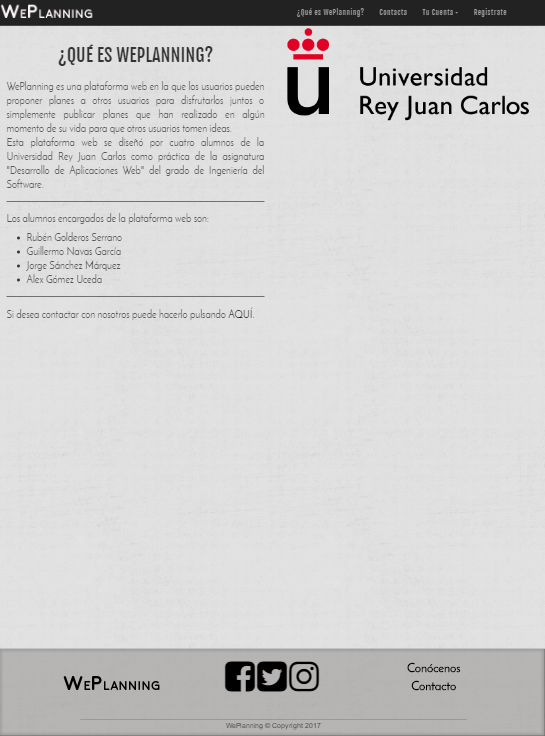 WePlanning
¿Qué es WePlanning? Contacto Tu Cuenta Regístrate
¿QUÉ ES WEPLANNING?
WePlanning es una plataforma web en la que los usuarios pueden
proponer planes a otros usuarios para disfrutarlos juntos o
simplemente publicar planes que han realizado en algún
momento de su vida para que otros usuarios tomen ideas.
Esta plataforma web se diseñó por cuatro alumnos de la
Universidad Rey Juan Carlos como práctica de la asignatura
"Desarrollo de Aplicaciones Web" del grado de Ingeniería del
Software.
Los alumnos encargados de la plataforma web son:
• Rubén Golderos Serrano
• Guillermo Navas García
• Jorge Sánchez Márquez
• Alex Gómez Uceda
Si desea contactar con nosotros puede hacerlo pulsando AQUÍ.
u Universidad
Rey Juan Carlos
WePlanning
Conócenos
Contacto
WePlanning © Copyright 2017